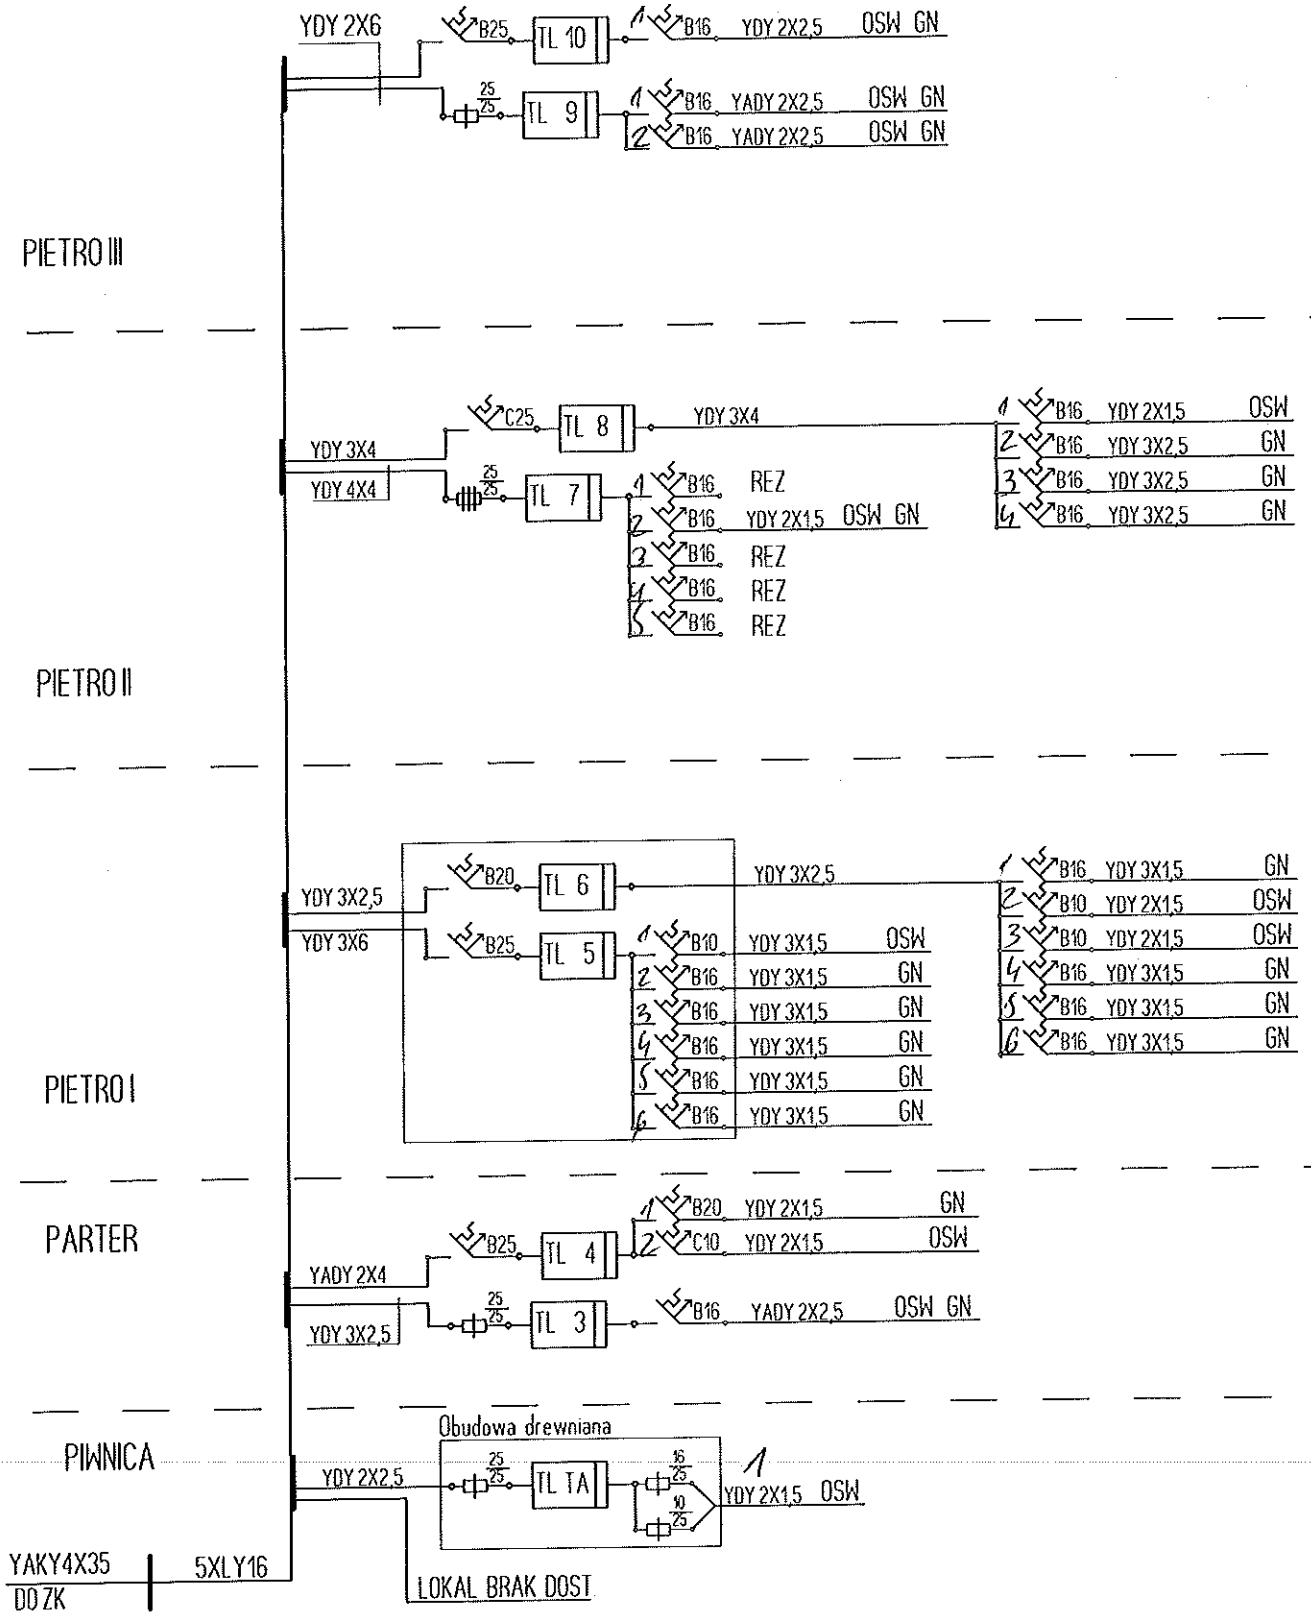 YDY 2X6
B25 TL 10 1 B16 YDY 2X2,5 OSW GN
25
25
TL 9 1 B16 YADY 2X2,5 OSW GN
2 B16 YADY 2X2,5 OSW GN
PIETRO III
C25 TL 8 YDY 3X4
1 B16 YDY 2X1,5 OSW
2 B16 YDY 3X2,5 GN
3 B16 YDY 3X2,5 GN
4 B16 YDY 3X2,5 GN
YDY 3X4
YDY 4X4
25
25
TL 7 1 B16 REZ
2 B16 YDY 2X1,5 OSW GN
3 B16 REZ
4 B16 REZ
5 B16 REZ
PIETRO II
B20 TL 6 YDY 3X2,5
1 B16 YDY 3X1,5 GN
2 B10 YDY 2X1,5 OSW
3 B10 YDY 2X1,5 OSW
4 B16 YDY 3X1,5 GN
5 B16 YDY 3X1,5 GN
6 B16 YDY 3X1,5 GN
YDY 3X2,5
YDY 3X6
B25 TL 5 1 B10 YDY 3X1,5 OSW
2 B16 YDY 3X1,5 GN
3 B16 YDY 3X1,5 GN
4 B16 YDY 3X1,5 GN
5 B16 YDY 3X1,5 GN
6 B16 YDY 3X1,5 GN
PIETRO I
PARTER
B25 TL 4 1 B20 YDY 2X1,5 GN
2 C10 YDY 2X1,5 OSW
YADY 2X4
YDY 3X2,5
25
25
TL 3 B16 YADY 2X2,5 OSW GN
PIWNICA
Obudowa drewniana
YDY 2X2,5
25
25
TL TA
16
25
10
25
1
YDY 2X1,5 OSW
YAKY4X35
DO ZK
5XLY16
LOKAL BRAK DOST